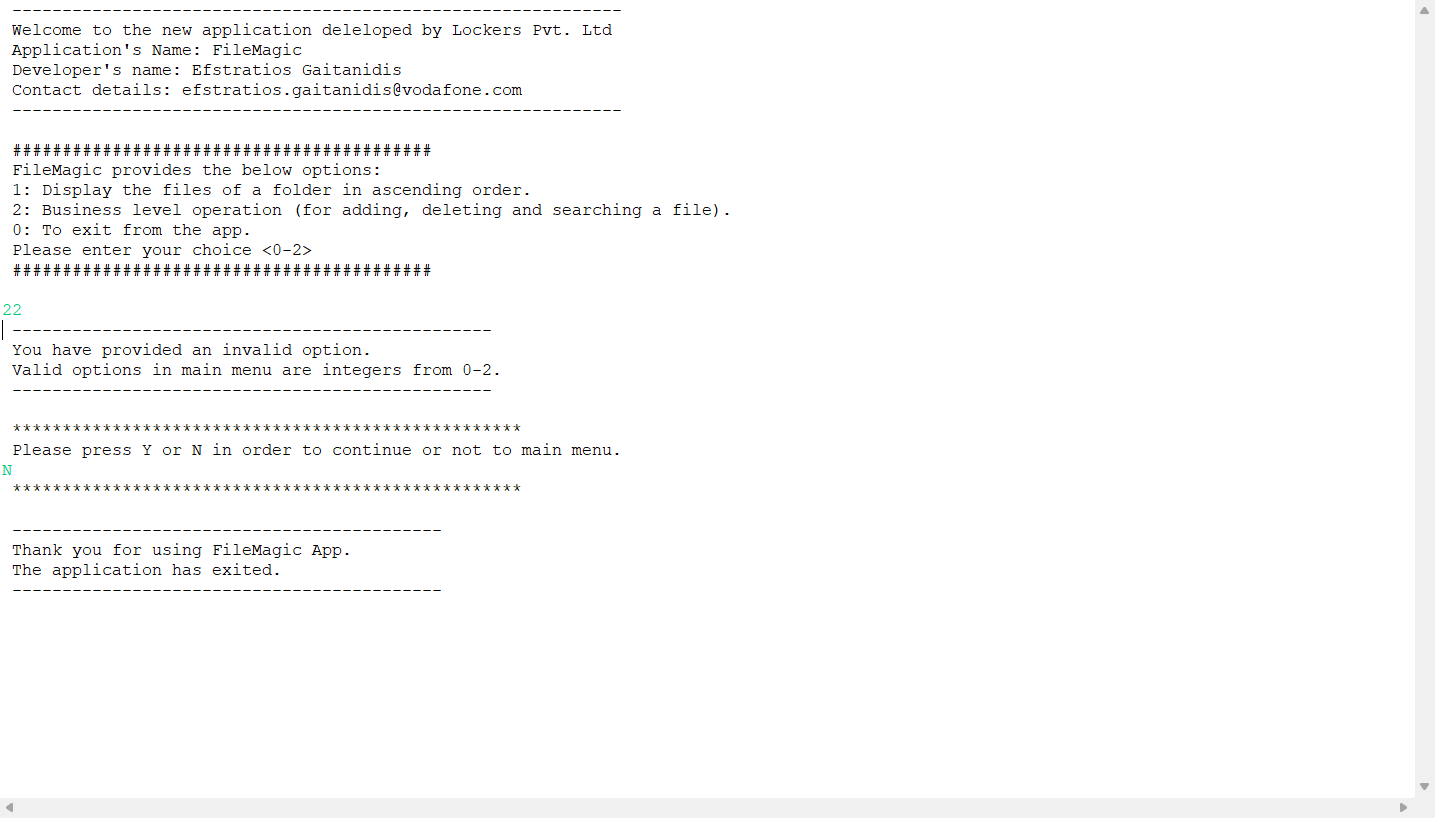 -------------------------------------------------------------
Welcome to the new application deleloped by Lockers Pvt. Ltd
Application's Name: FileMagic
Developer's name: Efstratios Gaitanidis
Contact details: efstratios.gaitanidis@vodafone.com
-------------------------------------------------------------
##########################################
FileMagic provides the below options:
1: Display the files of a folder in ascending order.
2: Business level operation (for adding, deleting and searching a file).
0: To exit from the app.
Please enter your choice <0-2>
##########################################
22
------------------------------------------------
You have provided an invalid option.
Valid options in main menu are integers from 0-2.
------------------------------------------------
***************************************************
Please press Y or N in order to continue or not to main menu.
N
***************************************************
-------------------------------------------
Thank you for using FileMagic App.
The application has exited.
-------------------------------------------